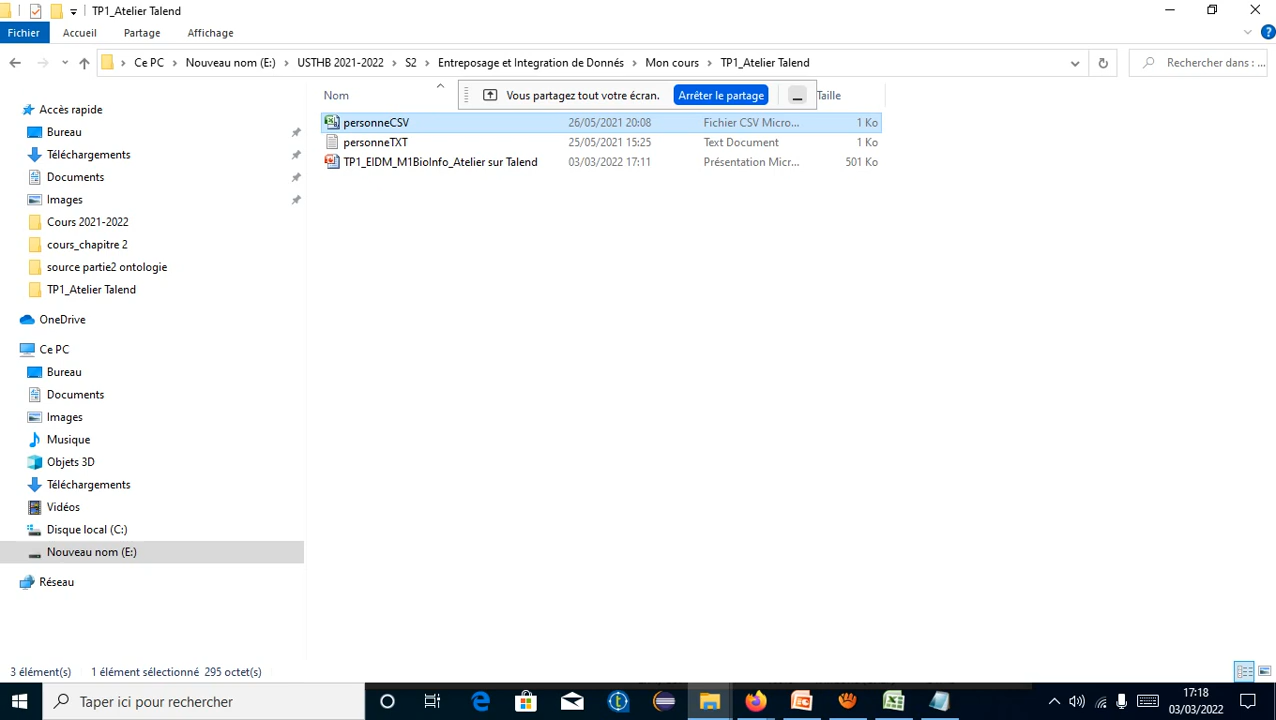 TP1_Atelier Talend
Fichier Accueil Partage Affichage
Ce PC Nouveau nom (E:) USTHB 2021-2022 S2 Entreposage et Integration de Donnés Mon cours TP1_Atelier Talend Rechercher dans : ...
Nom Vous partagez tout votre écran. Arrêter le partage Taille
personneCSV 26/05/2021 20:08 Fichier CSV Micro... 1 Ko
personneTXT 25/05/2021 15:25 Text Document 1 Ko
TP1_EIDM_M1BioInfo_Atelier sur Talend 03/03/2022 17:11 Présentation Micr... 501 Ko
Accès rapide
Bureau
Téléchargements
Documents
Images
Cours 2021-2022
cours_chapitre 2
source partie2 ontologie
TP1_Atelier Talend
OneDrive
Ce PC
Bureau
Documents
Images
Musique
Objets 3D
Téléchargements
Vidéos
Disque local (C:)
Nouveau nom (E:)
Réseau
3 élément(s) 1 élément sélectionné 295 octet(s)
Taper ici pour rechercher
17:18
03/03/2022